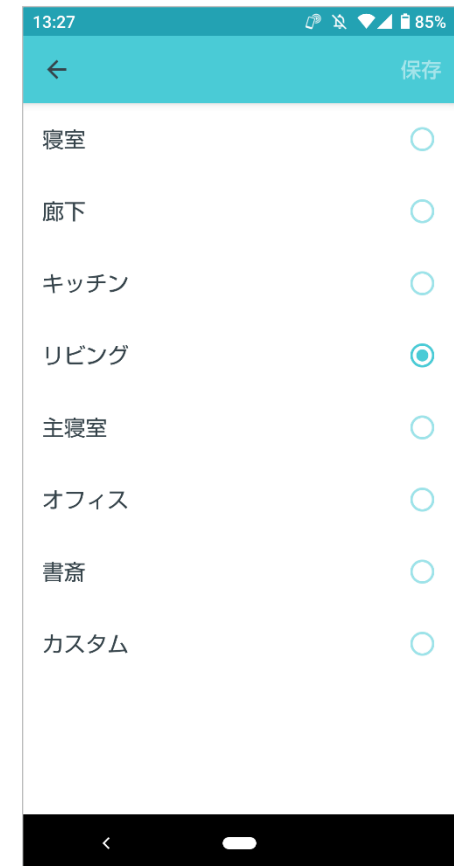 13:27 85%
保存
寝室
廊下
キッチン
リビング
主寝室
オフィス
書斎
カスタム